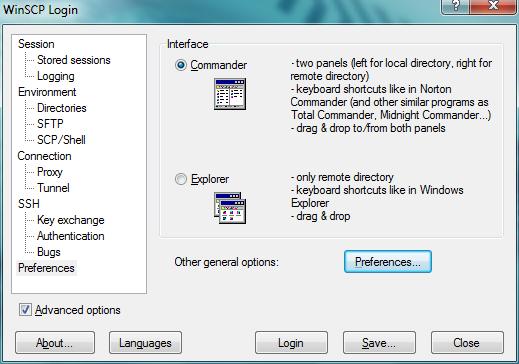 WinSCP Login
Session
Stored sessions
Logging
Environment
Directories
SFTP
SCP/Shell
Connection
Proxy
Tunnel
SSH
Key exchange
Authentication
Bugs
Preferences
Interface
Commander
- two panels (left for local directory, right for
remote directory)
- keyboard shortcuts like in Norton
Commander (and other similar programs as
Total Commander, Midnight Commander...)
- drag & drop to/from both panels
Explorer
- only remote directory
- keyboard shortcuts like in Windows
Explorer
- drag & drop
Other general options:
Preferences...
Advanced options
About...
Languages
Login
Save...
Close